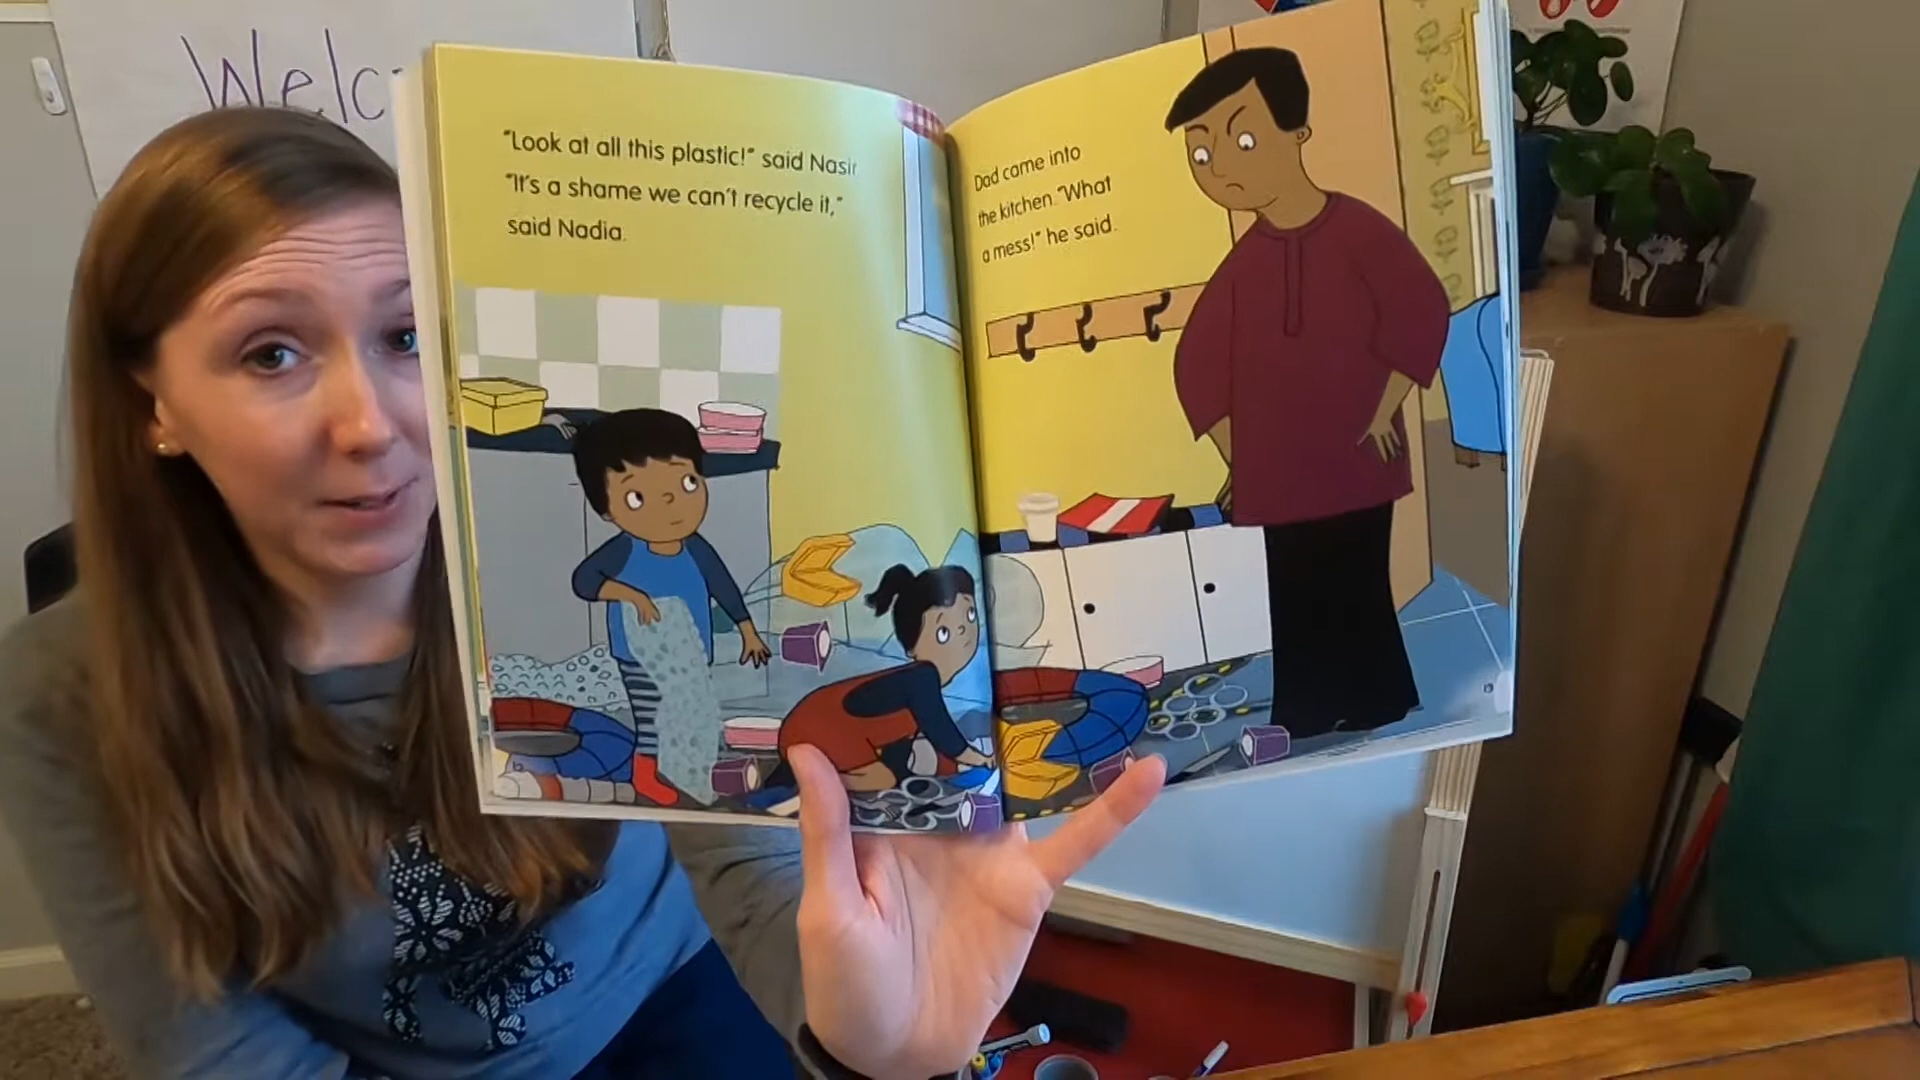 Welc
"Look at all this plastic!" said Nasir
"It's a shame we can't recycle it,"
said Nadia.
Dad came into
the kitchen. "What
a mess!" he said.